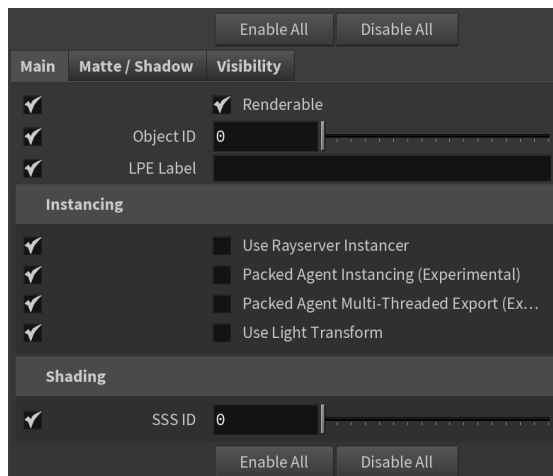 Enable All Disable All
Main Matte / Shadow Visibility
Renderable
Object ID 0
LPE Label
Instancing
Use Rayserver Instancer
Packed Agent Instancing (Experimental)
Packed Agent Multi-Threaded Export (Ex...
Use Light Transform
Shading
SSS ID 0
Enable All Disable All